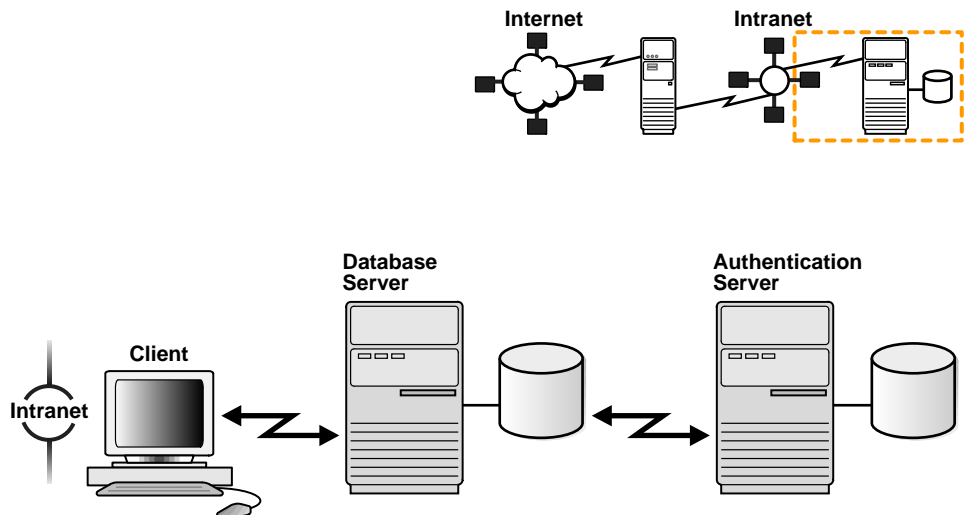 Internet
Intranet
Database
Server
Authentication
Server
Client
Intranet